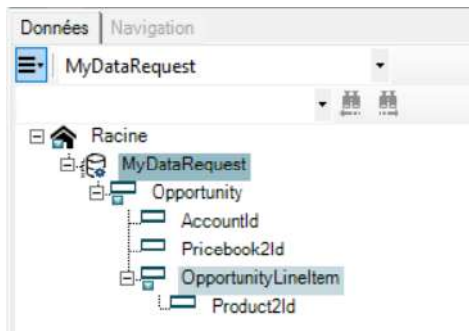 Données Navigation
MyDataRequest
Racine
MyDataRequest
Opportunity
AccountId
Pricebook2Id
OpportunityLineItem
Product2Id